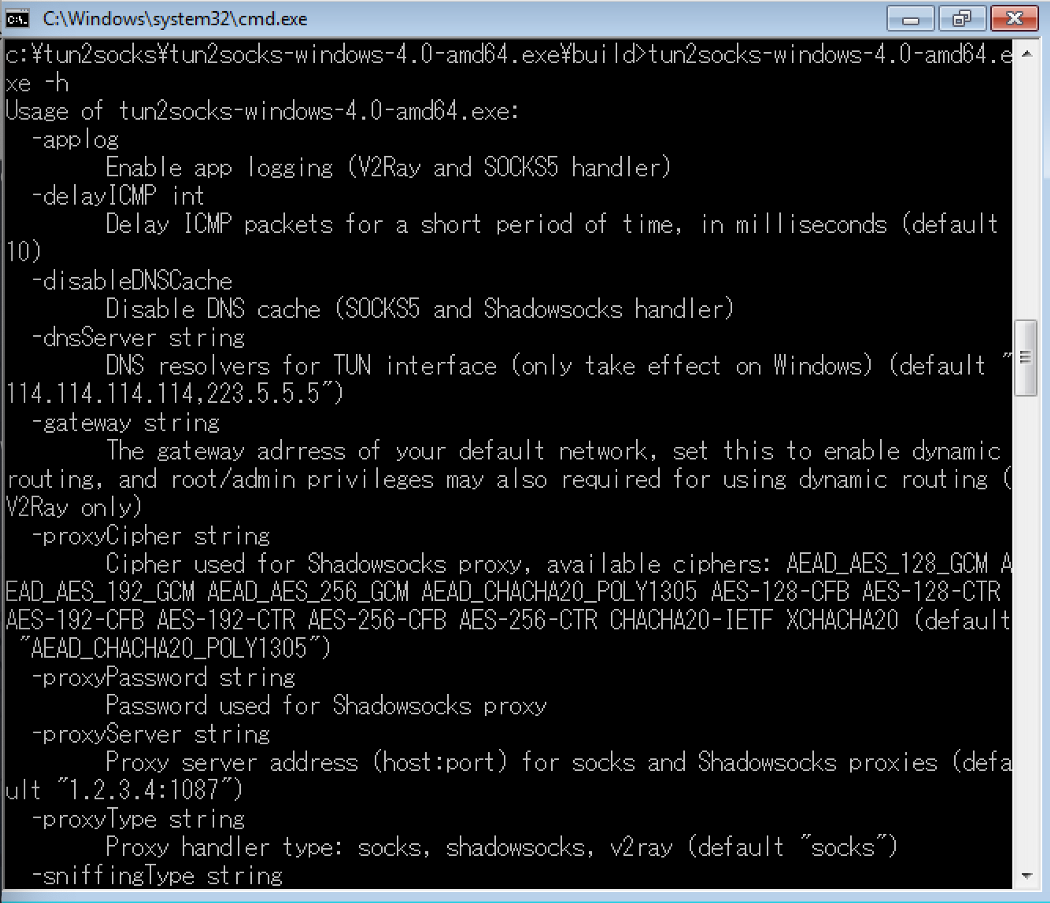 C:\Windows\system32\cmd.exe
c:¥tun2socks¥tun2socks-windows-4.0-amd64.exe¥build>tun2socks-windows-4.0-amd64.e
xe -h
Usage of tun2socks-windows-4.0-amd64.exe:
  -applog
        Enable app logging (V2Ray and SOCKS5 handler)
  -delayICMP int
        Delay ICMP packets for a short period of time, in milliseconds (default
10)
  -disableDNSCache
        Disable DNS cache (SOCKS5 and Shadowsocks handler)
  -dnsServer string
        DNS resolvers for TUN interface (only take effect on Windows) (default "
114.114.114.114,223.5.5.5")
  -gateway string
        The gateway adrress of your default network, set this to enable dynamic
routing, and root/admin privileges may also required for using dynamic routing (
V2Ray only)
  -proxyCipher string
        Cipher used for Shadowsocks proxy, available ciphers: AEAD_AES_128_GCM A
EAD_AES_192_GCM AEAD_AES_256_GCM AEAD_CHACHA20_POLY1305 AES-128-CFB AES-128-CTR
AES-192-CFB AES-192-CTR AES-256-CFB AES-256-CTR CHACHA20-IETF XCHACHA20 (default
 "AEAD_CHACHA20_POLY1305")
  -proxyPassword string
        Password used for Shadowsocks proxy
  -proxyServer string
        Proxy server address (host:port) for socks and Shadowsocks proxies (defa
ult "1.2.3.4:1087")
  -proxyType string
        Proxy handler type: socks, shadowsocks, v2ray (default "socks")
  -sniffingType string